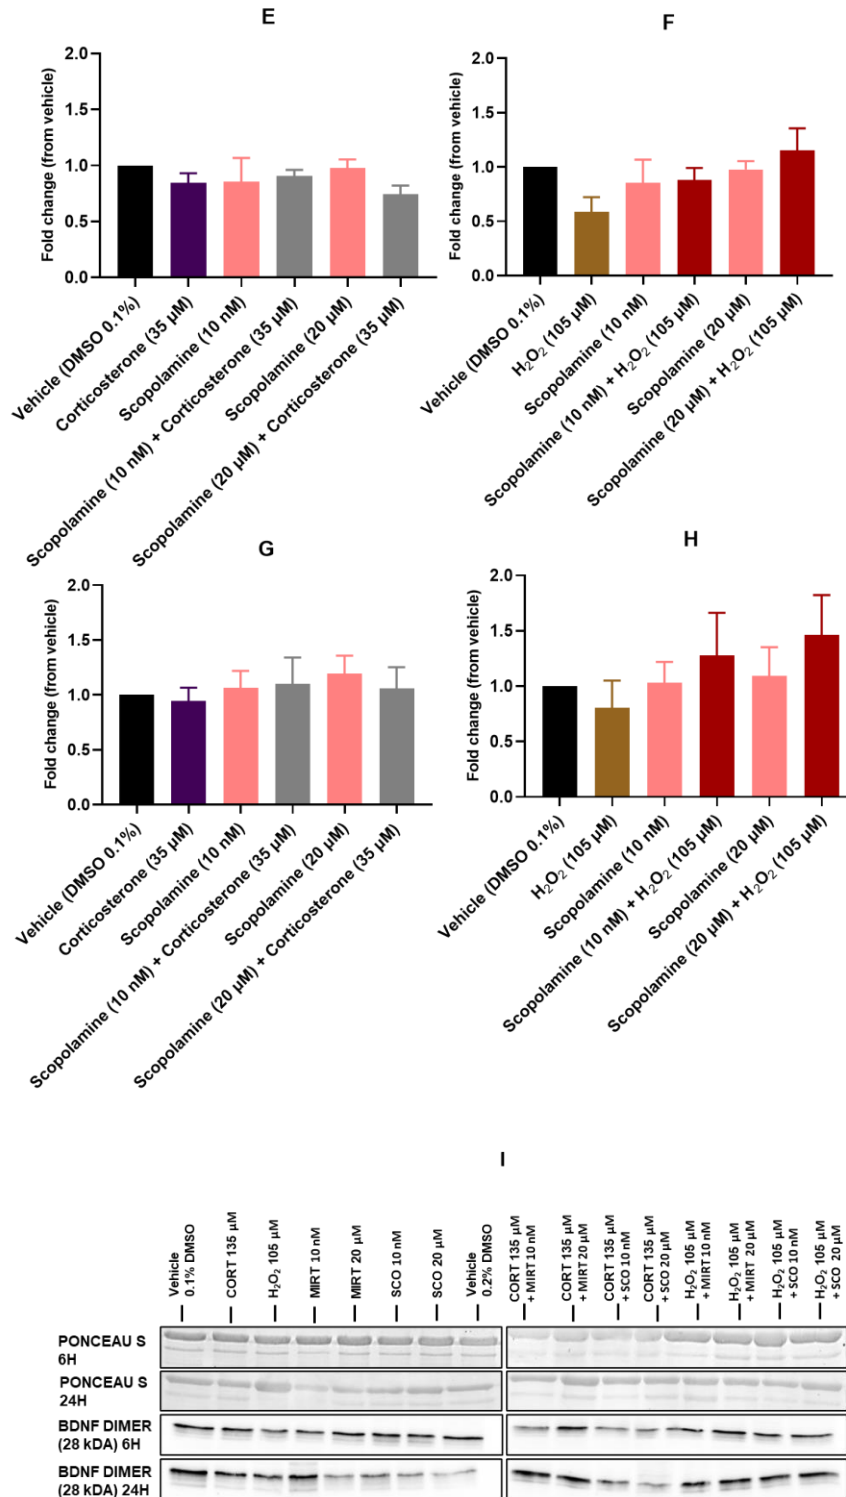 E
Fold change (from vehicle)
2.0
1.5
1.0
0.5
0.0
Vehicle (DMSO 0.1%)
Corticosterone (35 µM)
Scopolamine (10 nM)
Scopolamine (10 nM) + Corticosterone (35 µM)
Scopolamine (20 µM)
Scopolamine (20 µM) + Corticosterone (35 µM)
F
Fold change (from vehicle)
2.0
1.5
1.0
0.5
0.0
Vehicle (DMSO 0.1%)
H₂O₂ (105 µM)
Scopolamine (10 nM)
Scopolamine (10 nM) + H₂O₂ (105 µM)
Scopolamine (20 µM)
Scopolamine (20 µM) + H₂O₂ (105 µM)
G
Fold change (from vehicle)
2.0
1.5
1.0
0.5
0.0
Vehicle (DMSO 0.1%)
Corticosterone (35 µM)
Scopolamine (10 nM)
Scopolamine (10 nM) + Corticosterone (35 µM)
Scopolamine (20 µM)
Scopolamine (20 µM) + Corticosterone (35 µM)
H
Fold change (from vehicle)
2.0
1.5
1.0
0.5
0.0
Vehicle (DMSO 0.1%)
H₂O₂ (105 µM)
Scopolamine (10 nM)
Scopolamine (10 nM) + H₂O₂ (105 µM)
Scopolamine (20 µM)
Scopolamine (20 µM) + H₂O₂ (105 µM)
I
Vehicle
0.1% DMSO
CORT 135 µM
H₂O₂ 105 µM
MIRT 10 nM
MIRT 20 µM
SCO 10 nM
SCO 20 µM
Vehicle
0.2% DMSO
CORT 135 µM
+ MIRT 10 nM
CORT 135 µM
+ MIRT 20 µM
CORT 135 µM
+ SCO 10 nM
CORT 135 µM
+ SCO 20 µM
H₂O₂ 105 µM
+ MIRT 10 nM
H₂O₂ 105 µM
+ MIRT 20 µM
H₂O₂ 105 µM
+ SCO 10 nM
H₂O₂ 105 µM
+ SCO 20 µM
PONCEAU S
6H
PONCEAU S
24H
BDNF DIMER
(28 kDA) 6H
BDNF DIMER
(28 kDA) 24H